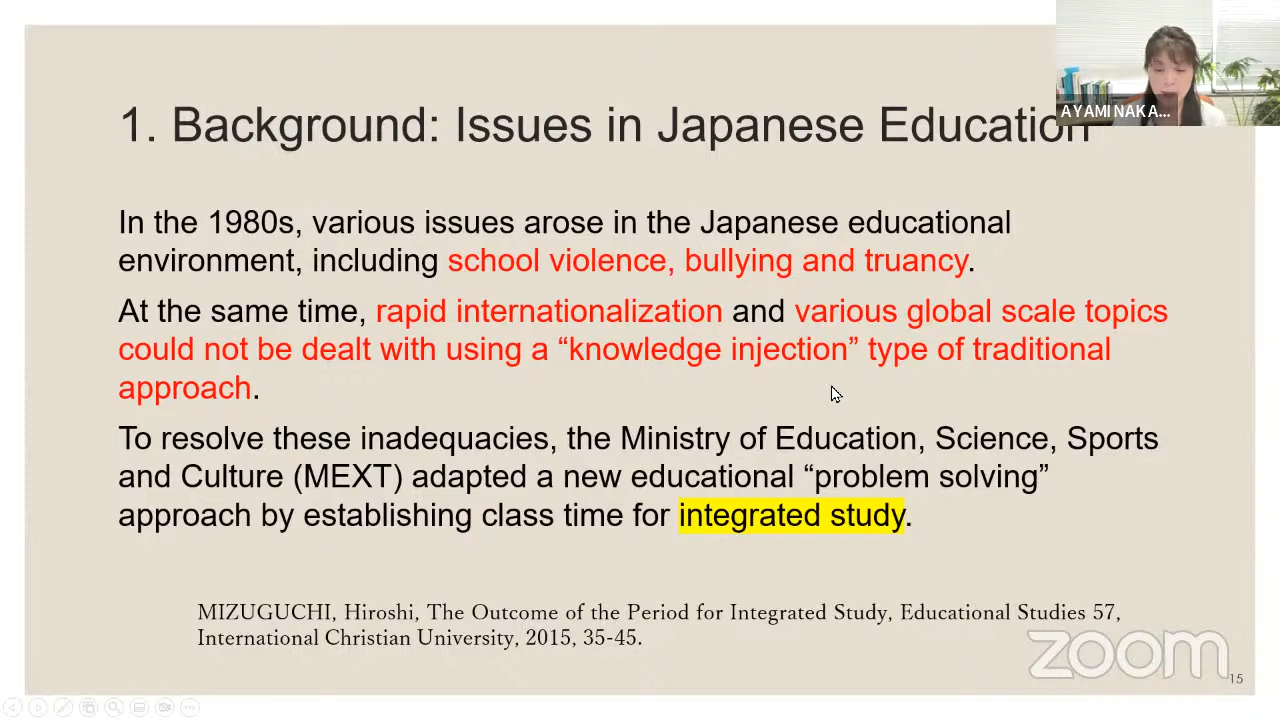 AYAMI NAKA...
1. Background: Issues in Japanese Education
In the 1980s, various issues arose in the Japanese educational
environment, including school violence, bullying and truancy.
At the same time, rapid internationalization and various global scale topics
could not be dealt with using a “knowledge injection” type of traditional
approach.
To resolve these inadequacies, the Ministry of Education, Science, Sports
and Culture (MEXT) adapted a new educational “problem solving”
approach by establishing class time for integrated study.
MIZUGUCHI, Hiroshi, The Outcome of the Period for Integrated Study, Educational Studies 57,
International Christian University, 2015, 35-45.
zoom
15